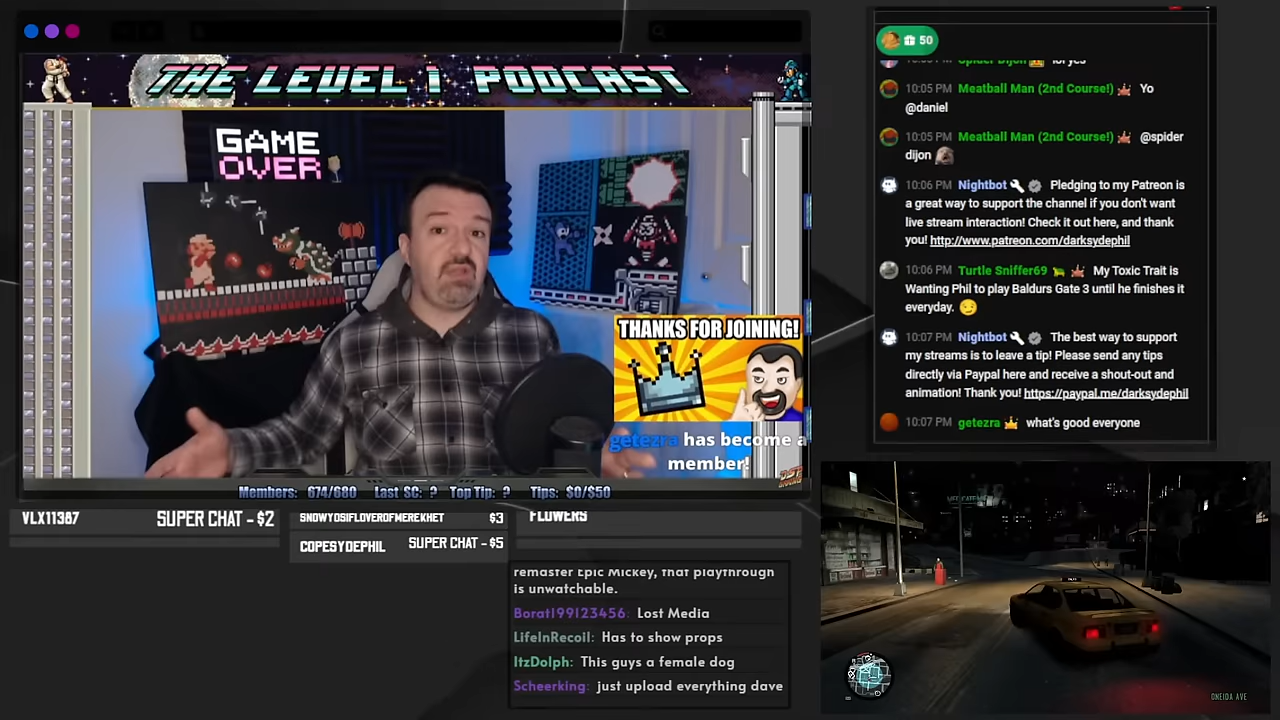 THE LEVEL 1 PODCAST
GAME
OVER
THANKS FOR JOINING!
getezra has become a
member!
Members: 674/680 Last SC: ? Top Tip: ? Tips: $0/$50
VLX11387 SUPER CHAT - $2
SNOWYOSIFLOVEROFMEREKHET $3
COPESYDEPHIL SUPER CHAT - $5
FLOWERS
remaster Epic Mickey, that playthrough
is unwatchable.
Borat199123456: Lost Media
LifeInRecoil: Has to show props
ItzDolph: This guys a female dog
Scheerking: just upload everything dave
50
Spider Dijon lol yes
10:05 PM Meatball Man (2nd Course!) Yo
@daniel
10:05 PM Meatball Man (2nd Course!) @spider
dijon
10:06 PM Nightbot Pledging to my Patreon is
a great way to support the channel if you don't want
live stream interaction! Check it out here, and thank
you! http://www.patreon.com/darksydephil
10:06 PM Turtle Sniffer69 My Toxic Trait is
Wanting Phil to play Baldurs Gate 3 until he finishes it
everyday.
10:07 PM Nightbot The best way to support
my streams is to leave a tip! Please send any tips
directly via Paypal here and receive a shout-out and
animation! Thank you! https://paypal.me/darksydephil
10:07 PM getezra what's good everyone
ONEIDA AVE